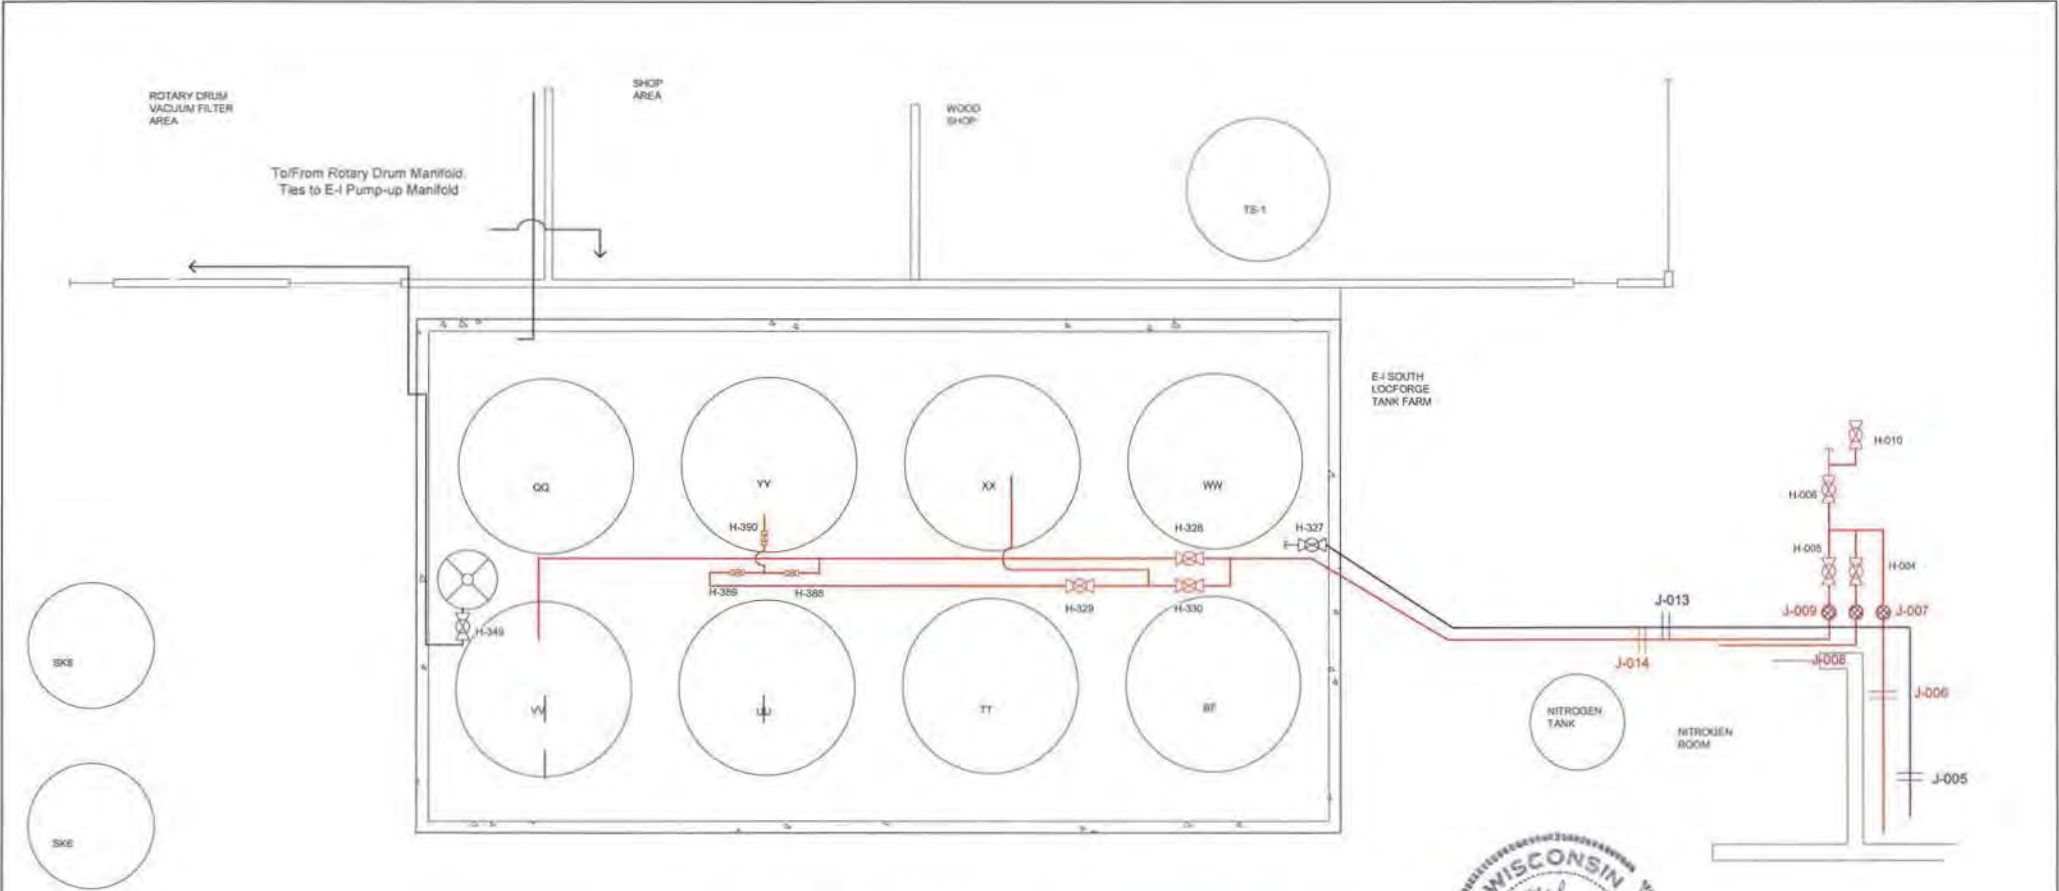 ROTARY DRUM
VACUUM FILTER
AREA
SHOP
AREA
WOOD
SHOP
To/From Rotary Drum Manifold.
Ties to E-I Pump-up Manifold
TS-1
E-I SOUTH
LOCFORGE
TANK FARM
H-010
QQ
YY
XX
WW
H-006
H-390
H-328
H-327
H-005
H-004
H-389
H-388
H-329
H-330
J-013
J-009
J-007
H-349
SK6
J-014
J-008
J-006
VV
UU
TT
BF
NITROGEN
TANK
NITROGEN
ROOM
J-005
SK6
WISCONSIN